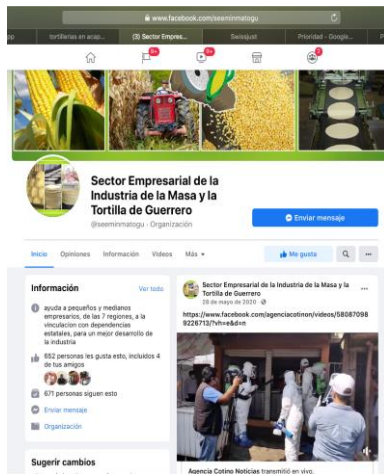 www.facebook.com/seeminmatogu
tortillerias en acap...
(3) Sector Empres...
Swissjust
Prioridad - Google...
9+
9+
Sector Empresarial de la
Industria de la Masa y la
Tortilla de Guerrero
@seeminmatogu · Organización
Enviar mensaje
Inicio Opiniones Información Videos Más
Me gusta
Información
Ver todo
ayuda a pequeños y medianos
empresarios, de las 7 regiones, a la
vinculacion con dependencias
estatales, para un mejor desarrollo de
la industria
652 personas les gusta esto, incluidos 4
de tus amigos
671 personas siguen esto
Enviar mensaje
Organización
Sugerir cambios
Sector Empresarial de la Industria de la Masa y la
Tortilla de Guerrero
28 de mayo de 2020
https://www.facebook.com/agenciacotinon/videos/58087098
9226713/?vh=e&d=n
Agencia Cotino Noticias transmitió en vivo.